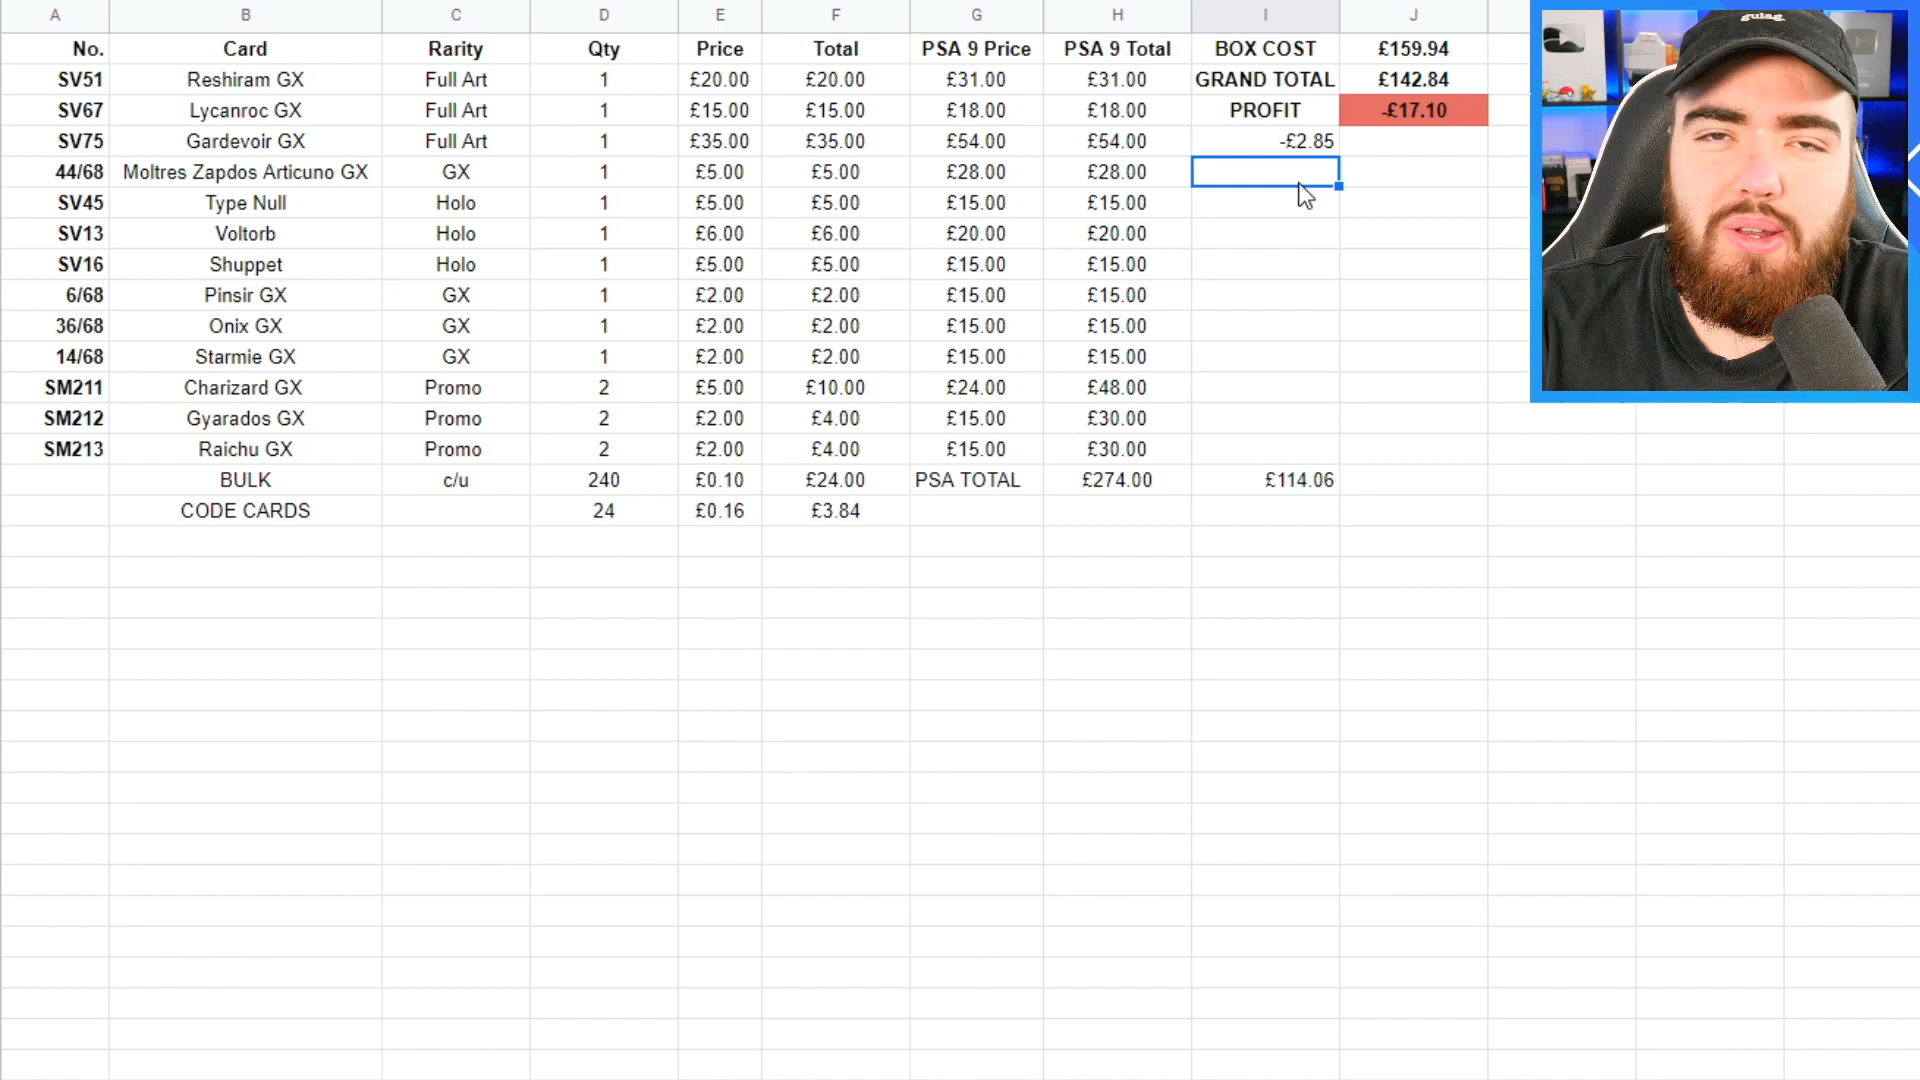 A B C D E F G H I J
No. Card Rarity Qty Price Total PSA 9 Price PSA 9 Total BOX COST £159.94
SV51 Reshiram GX Full Art 1 £20.00 £20.00 £31.00 £31.00 GRAND TOTAL £142.84
SV67 Lycanroc GX Full Art 1 £15.00 £15.00 £18.00 £18.00 PROFIT -£17.10
SV75 Gardevoir GX Full Art 1 £35.00 £35.00 £54.00 £54.00 -£2.85
44/68 Moltres Zapdos Articuno GX GX 1 £5.00 £5.00 £28.00 £28.00
SV45 Type Null Holo 1 £5.00 £5.00 £15.00 £15.00
SV13 Voltorb Holo 1 £6.00 £6.00 £20.00 £20.00
SV16 Shuppet Holo 1 £5.00 £5.00 £15.00 £15.00
6/68 Pinsir GX GX 1 £2.00 £2.00 £15.00 £15.00
36/68 Onix GX GX 1 £2.00 £2.00 £15.00 £15.00
14/68 Starmie GX GX 1 £2.00 £2.00 £15.00 £15.00
SM211 Charizard GX Promo 2 £5.00 £10.00 £24.00 £48.00
SM212 Gyarados GX Promo 2 £2.00 £4.00 £15.00 £30.00
SM213 Raichu GX Promo 2 £2.00 £4.00 £15.00 £30.00
BULK c/u 240 £0.10 £24.00 PSA TOTAL £274.00 £114.06
CODE CARDS 24 £0.16 £3.84
gulag.